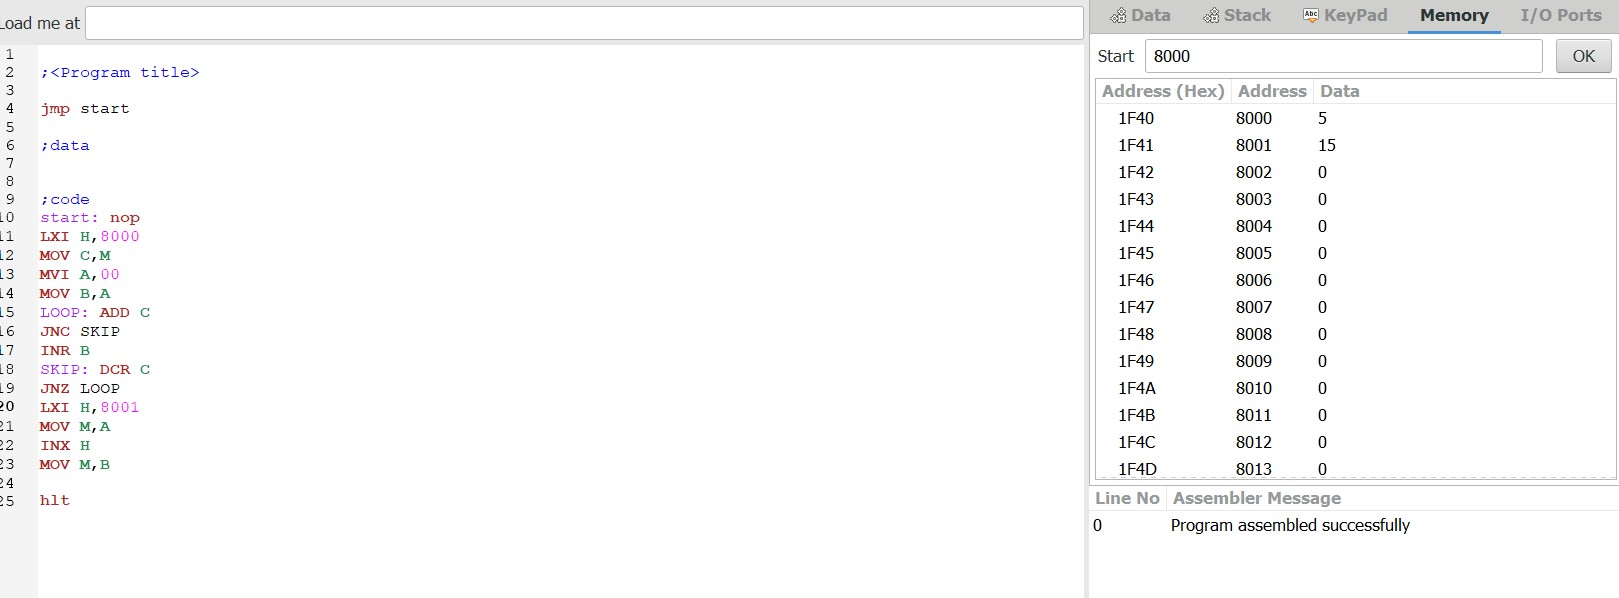 Load me at
1
2 ;<Program title>
3
4 jmp start
5
6 ;data
7
8
9 ;code
10 start: nop
11 LXI H,8000
12 MOV C,M
13 MVI A,00
14 MOV B,A
15 LOOP: ADD C
16 JNC SKIP
17 INR B
18 SKIP: DCR C
19 JNZ LOOP
20 LXI H,8001
21 MOV M,A
22 INX H
23 MOV M,B
24
25 hlt
Data Stack Abc KeyPad Memory I/O Ports
Start 8000 OK
Address (Hex) Address Data
1F40 8000 5
1F41 8001 15
1F42 8002 0
1F43 8003 0
1F44 8004 0
1F45 8005 0
1F46 8006 0
1F47 8007 0
1F48 8008 0
1F49 8009 0
1F4A 8010 0
1F4B 8011 0
1F4C 8012 0
1F4D 8013 0
Line No Assembler Message
0 Program assembled successfully